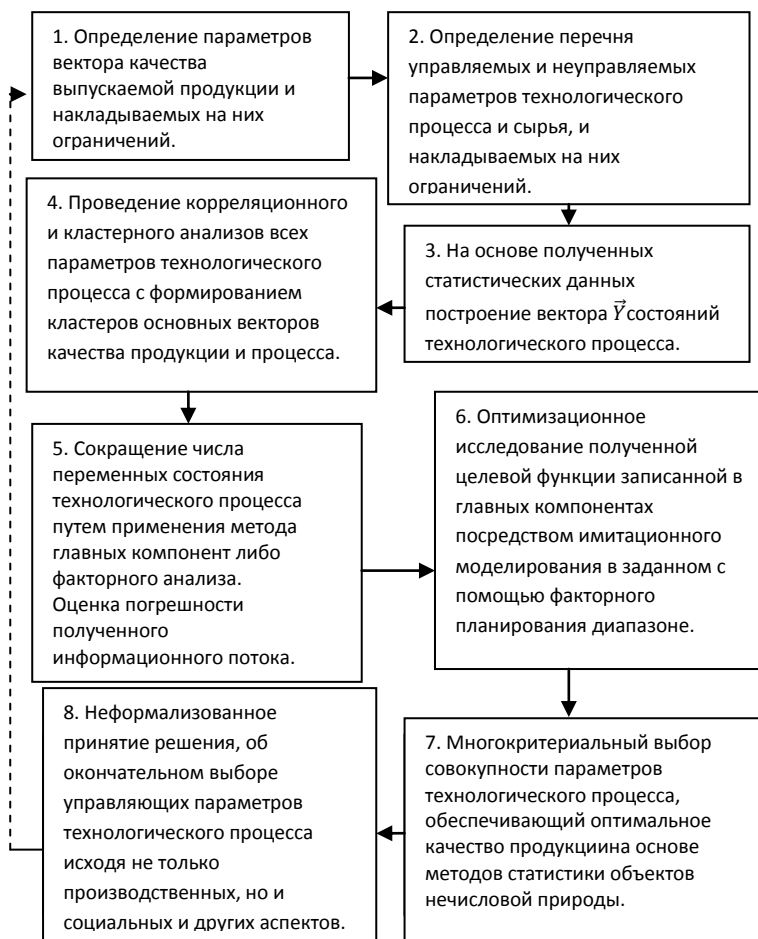 1. Определение параметров
вектора качества
выпускаемой продукции и
накладываемых на них
ограничений.
2. Определение перечня
управляемых и неуправляемых
параметров технологического
процесса и сырья, и
накладываемых на них
ограничений.
3. На основе полученных
статистических данных
построение вектора \(\vec{Y}\)состояний
технологического процесса.
4. Проведение корреляционного
и кластерного анализов всех
параметров технологического
процесса с формированием
кластеров основных векторов
качества продукции и процесса.
5. Сокращение числа
переменных состояния
технологического процесса
путем применения метода
главных компонент либо
факторного анализа.
Оценка погрешности
полученного
информационного потока.
6. Оптимизационное
исследование полученной
целевой функции записанной в
главных компонентах
посредством имитационного
моделирования в заданном с
помощью факторного
планирования диапазоне.
7. Многокритериальный выбор
совокупности параметров
технологического процесса,
обеспечивающий оптимальное
качество продукциина основе
методов статистики объектов
нечисловой природы.
8. Неформализованное
принятие решения, об
окончательном выборе
управляющих параметров
технологического процесса
исходя не только
производственных, но и
социальных и других аспектов.